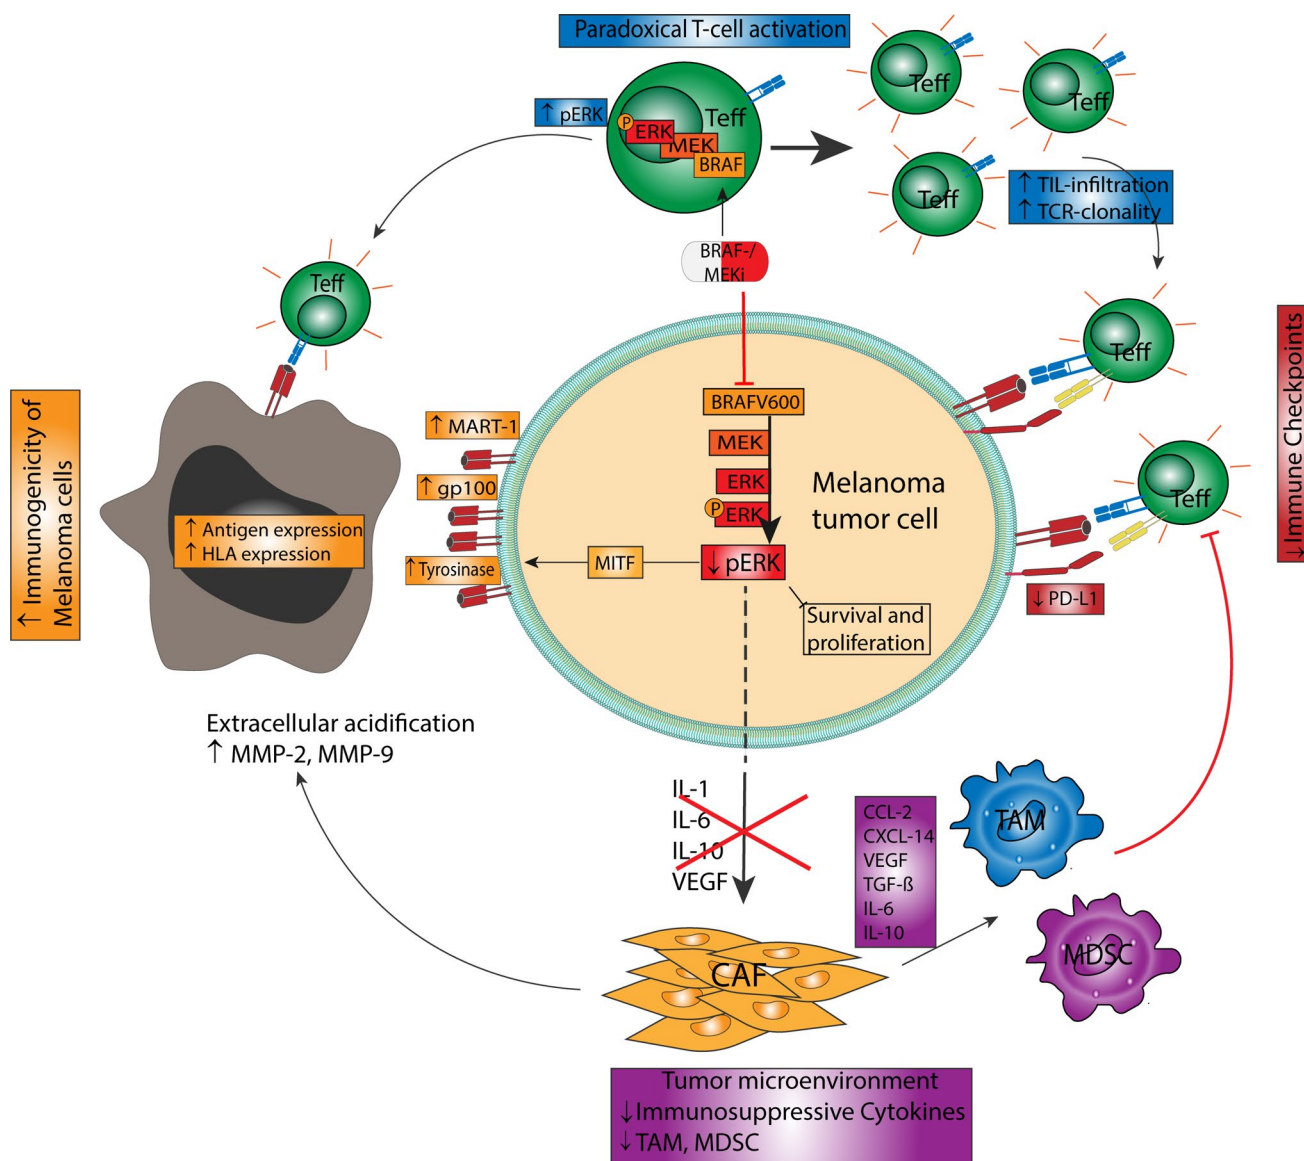 Paradoxical T-cell activation
↑ pERK
Teff
P
ERK
MEK
BRAF
Teff
Teff
Teff
↑ TIL-infiltration
↑ TCR-clonality
BRAF-/
MEKi
Teff
Teff
Teff
↓ Immune Checkpoints
↑ Immunogenicity of
Melanoma cells
↑ Antigen expression
↑ HLA expression
↑ MART-1
↑ gp100
↑ Tyrosinase
BRAFV600
MEK
ERK
P
ERK
↓ pERK
MITF
Melanoma
tumor cell
Survival and
proliferation
↓ PD-L1
Extracellular acidification
↑ MMP-2, MMP-9
IL-1
IL-6
IL-10
VEGF
CCL-2
CXCL-14
VEGF
TGF-ß
IL-6
IL-10
TAM
MDSC
CAF
Tumor microenvironment
↓ Immunosuppressive Cytokines
↓ TAM, MDSC